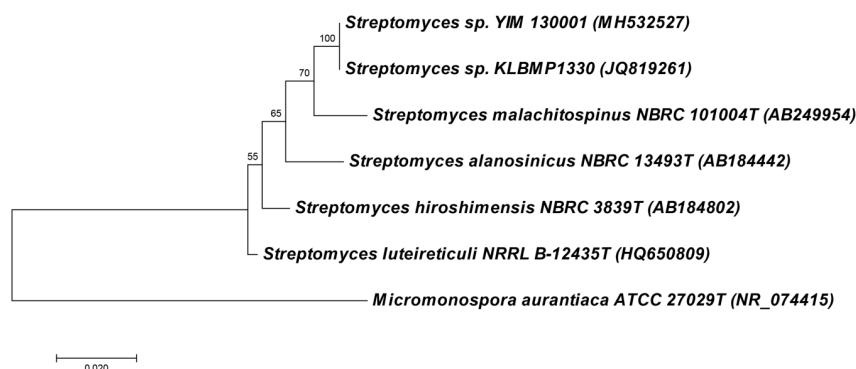 Streptomyces sp. YIM 130001 (MH532527)
100
Streptomyces sp. KLBMP1330 (JQ819261)
70
Streptomyces malachitospinus NBRC 101004T (AB249954)
65
Streptomyces alanosinicus NBRC 13493T (AB184442)
55
Streptomyces hiroshimensis NBRC 3839T (AB184802)
Streptomyces luteireticuli NRRL B-12435T (HQ650809)
Micromonospora aurantiaca ATCC 27029T (NR_074415)
0.020